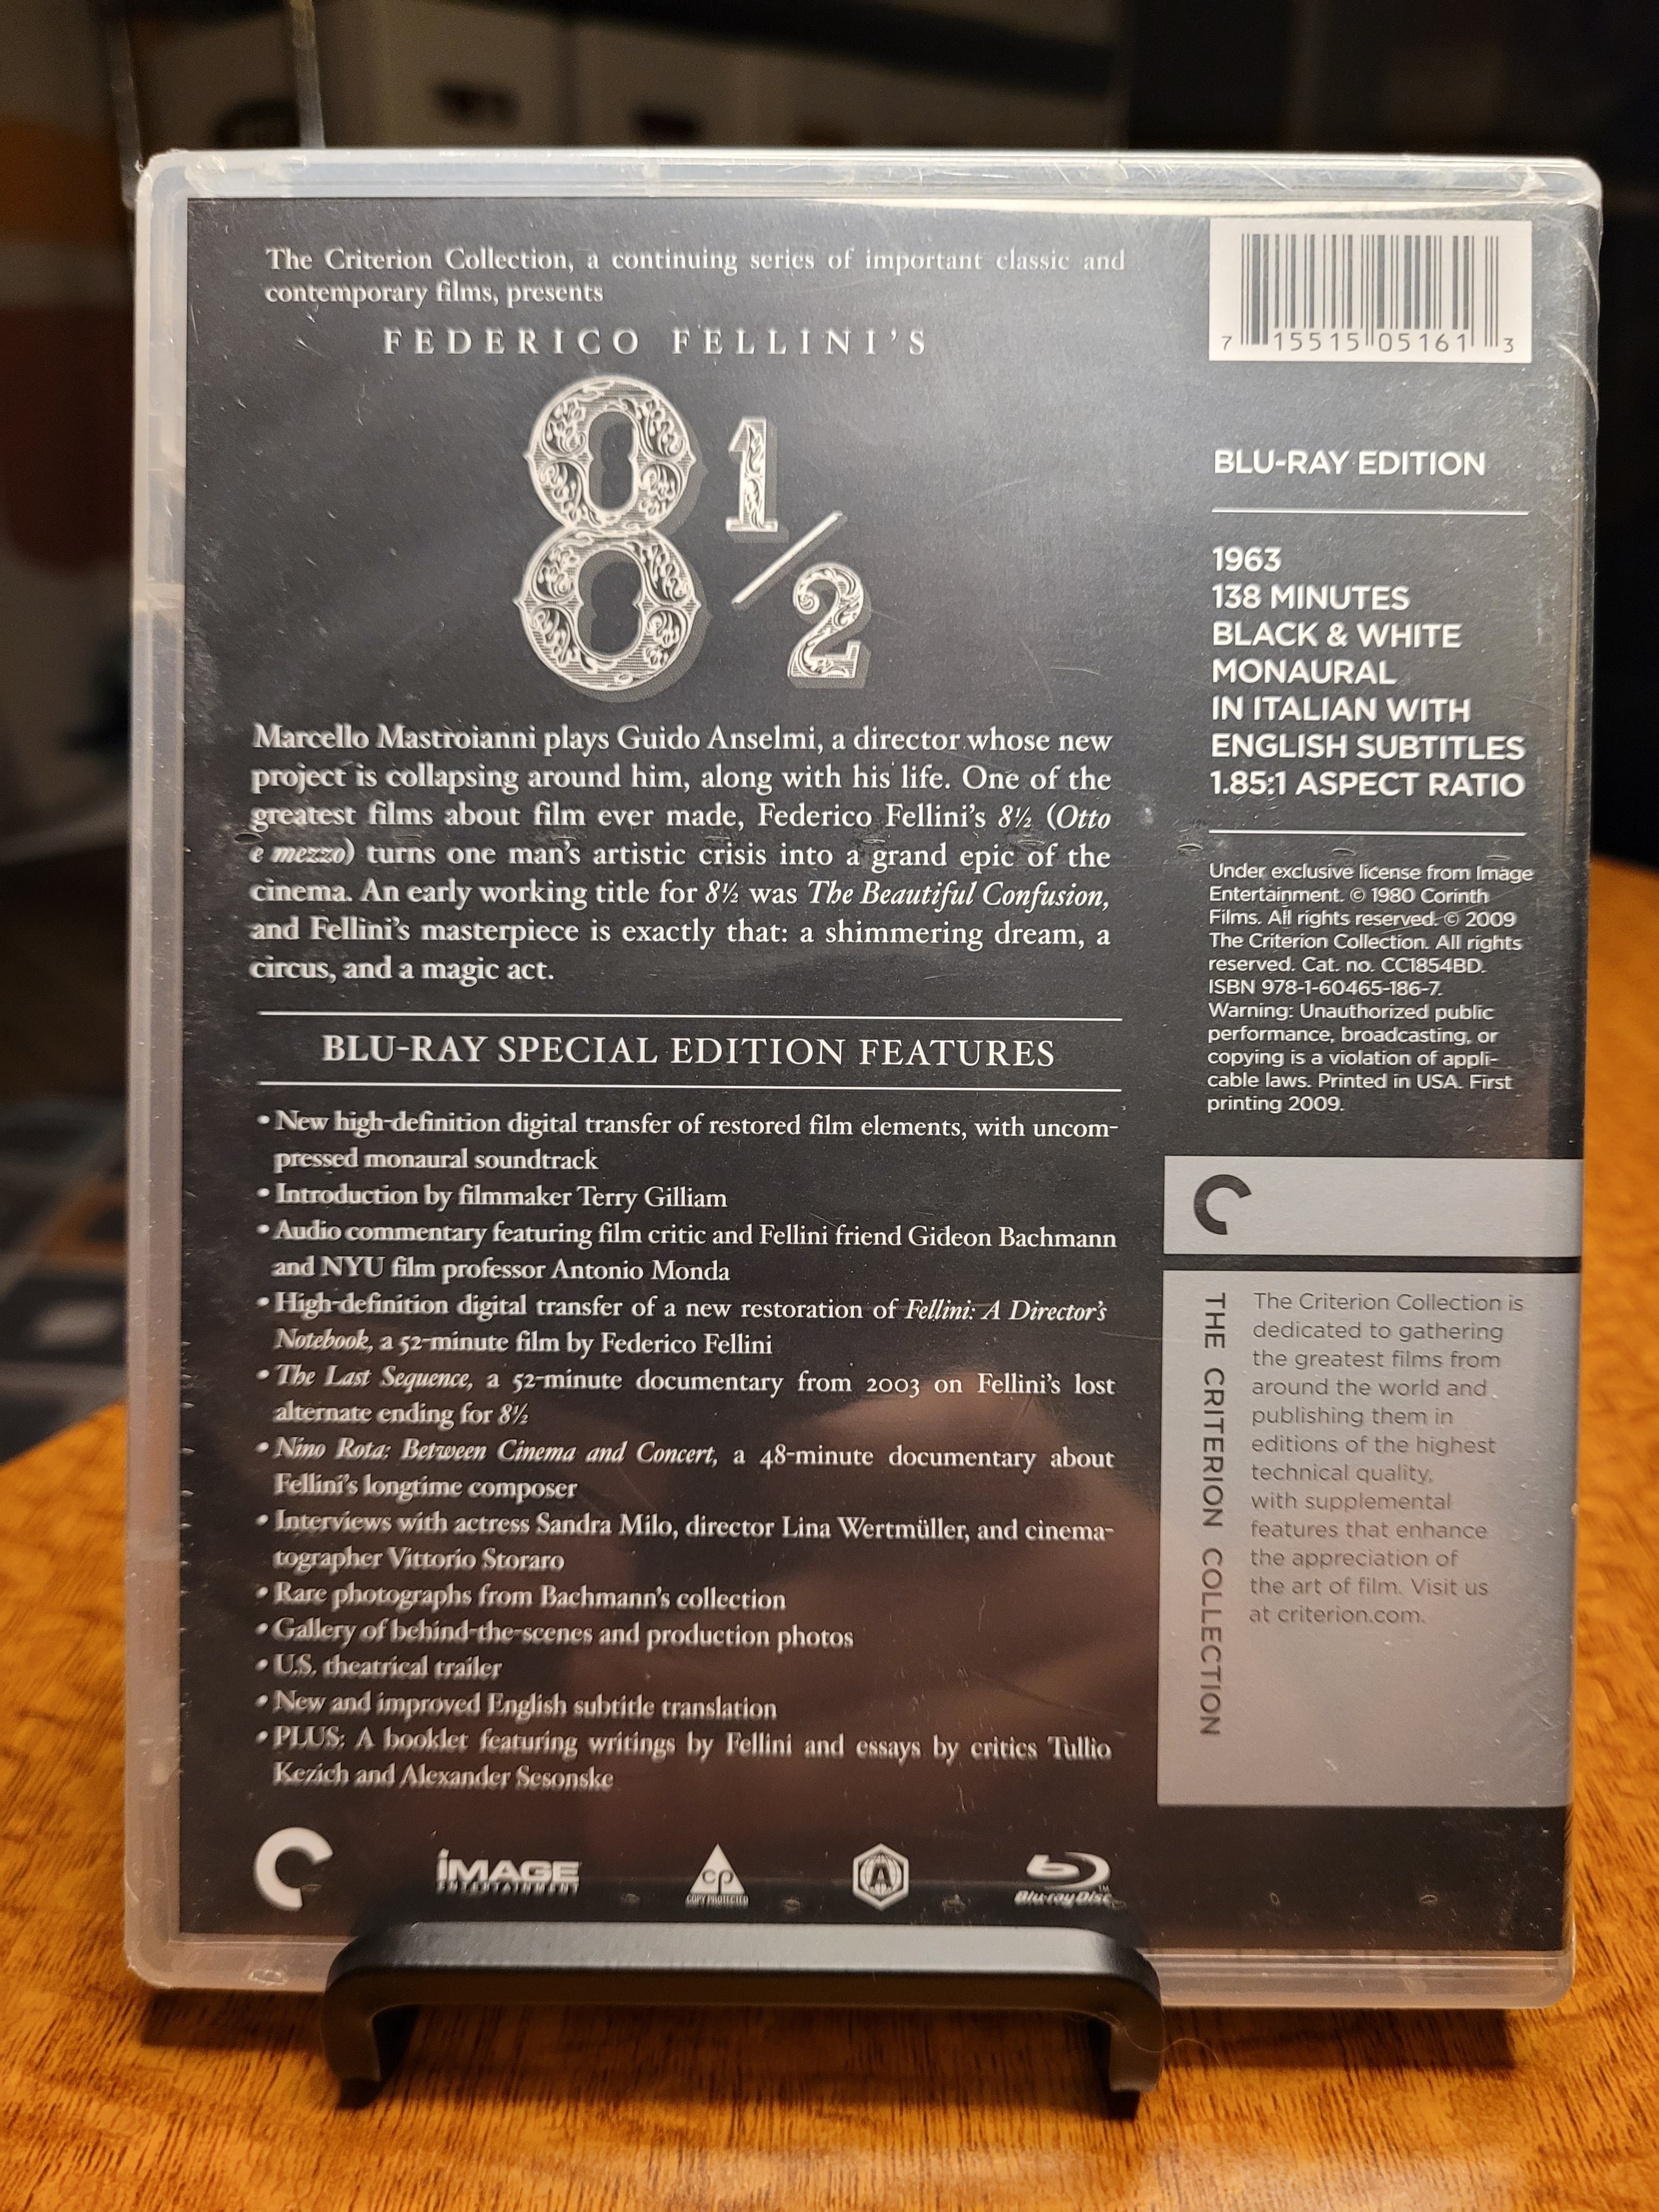 The Criterion Collection, a continuing series of important classic and
contemporary films, presents
FEDERICO FELLINI'S
8½
Marcello Mastroianni plays Guido Anselmi, a director whose new
project is collapsing around him, along with his life. One of the
greatest films about film ever made, Federico Fellini's 8½ (Otto
e mezzo) turns one man's artistic crisis into a grand epic of the
cinema. An early working title for 8½ was The Beautiful Confusion,
and Fellini's masterpiece is exactly that: a shimmering dream, a
circus, and a magic act.
BLU-RAY SPECIAL EDITION FEATURES
• New high-definition digital transfer of restored film elements, with uncom-
pressed monaural soundtrack
• Introduction by filmmaker Terry Gilliam
• Audio commentary featuring film critic and Fellini friend Gideon Bachmann
and NYU film professor Antonio Monda
• High-definition digital transfer of a new restoration of Fellini: A Director's
Notebook, a 52-minute film by Federico Fellini
• The Last Sequence, a 52-minute documentary from 2003 on Fellini's lost
alternate ending for 8½
• Nino Rota: Between Cinema and Concert, a 48-minute documentary about
Fellini's longtime composer
• Interviews with actress Sandra Milo, director Lina Wertmüller, and cinema-
tographer Vittorio Storaro
• Rare photographs from Bachmann's collection
• Gallery of behind-the-scenes and production photos
• U.S. theatrical trailer
• New and improved English subtitle translation
• PLUS: A booklet featuring writings by Fellini and essays by critics Tullio
Kezich and Alexander Sesonske
IMAGE
ENTERTAINMENT
CP
COPY PROTECTED
A
Blu-ray Disc™
7 15515 05161 3
BLU-RAY EDITION
1963
138 MINUTES
BLACK & WHITE
MONAURAL
IN ITALIAN WITH
ENGLISH SUBTITLES
1.85:1 ASPECT RATIO
Under exclusive license from Image
Entertainment. © 1980 Corinth
Films. All rights reserved. © 2009
The Criterion Collection. All rights
reserved. Cat. no. CC1854BD.
ISBN 978-1-60465-186-7.
Warning: Unauthorized public
performance, broadcasting, or
copying is a violation of appli-
cable laws. Printed in USA. First
printing 2009.
THE CRITERION COLLECTION
The Criterion Collection is
dedicated to gathering
the greatest films from
around the world and
publishing them in
editions of the highest
technical quality,
with supplemental
features that enhance
the appreciation of
the art of film. Visit us
at criterion.com.